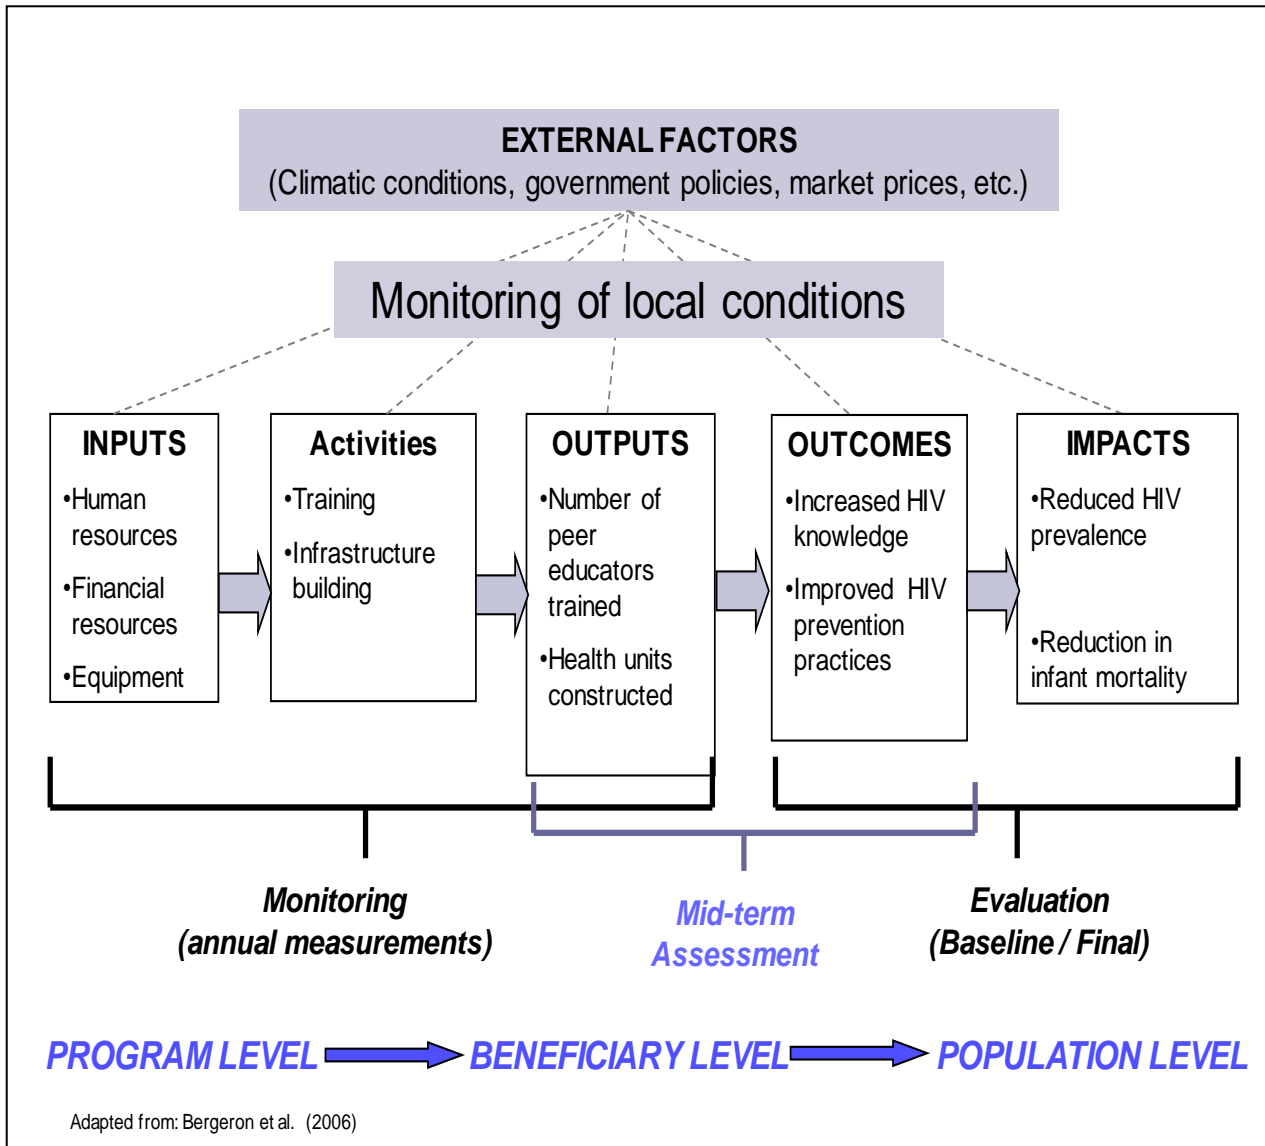 EXTERNAL FACTORS
(Climatic conditions, government policies, market prices, etc.)
Monitoring of local conditions
INPUTS
•Human
resources
•Financial
resources
•Equipment
Activities
•Training
•Infrastructure
building
OUTPUTS
•Number of
peer
educators
trained
•Health units
constructed
OUTCOMES
•Increased HIV
knowledge
•Improved HIV
prevention
practices
IMPACTS
•Reduced HIV
prevalence
•Reduction in
infant mortality
Monitoring
(annual measurements)
Mid-term
Assessment
Evaluation
(Baseline / Final)
PROGRAM LEVEL BENEFICIARY LEVEL POPULATION LEVEL
Adapted from: Bergeron et al. (2006)